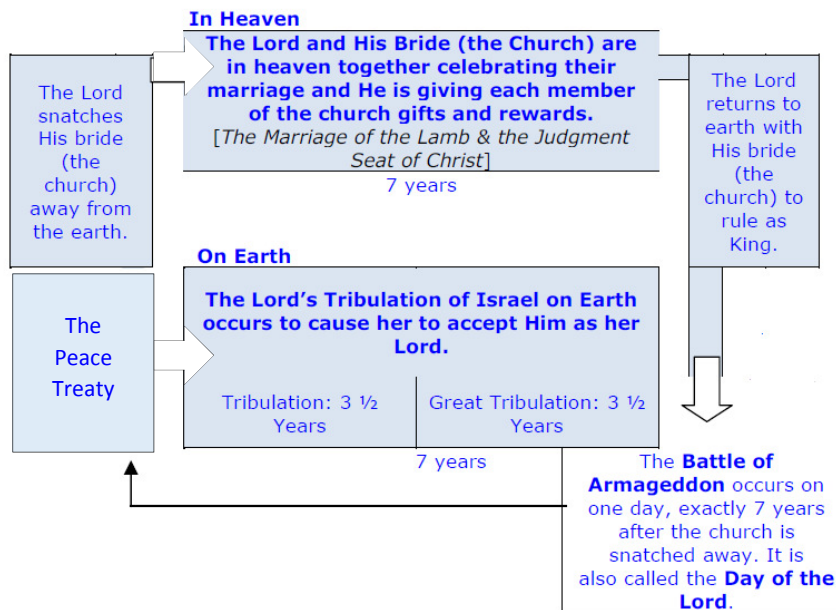 In Heaven
The Lord and His Bride (the Church) are
in heaven together celebrating their
marriage and He is giving each member
of the church gifts and rewards.
[The Marriage of the Lamb & the Judgment
Seat of Christ]
7 years
The Lord
snatches
His bride
(the
church)
away from
the earth.
The Lord
returns to
earth with
His bride
(the
church) to
rule as
King.
On Earth
The Peace Treaty
The Lord’s Tribulation of Israel on Earth
occurs to cause her to accept Him as her
Lord.
Tribulation: 3 ½
Years
Great Tribulation: 3 ½
Years
7 years
The Battle of
Armageddon occurs on
one day, exactly 7 years
after the church is
snatched away. It is
also called the Day of the
Lord.